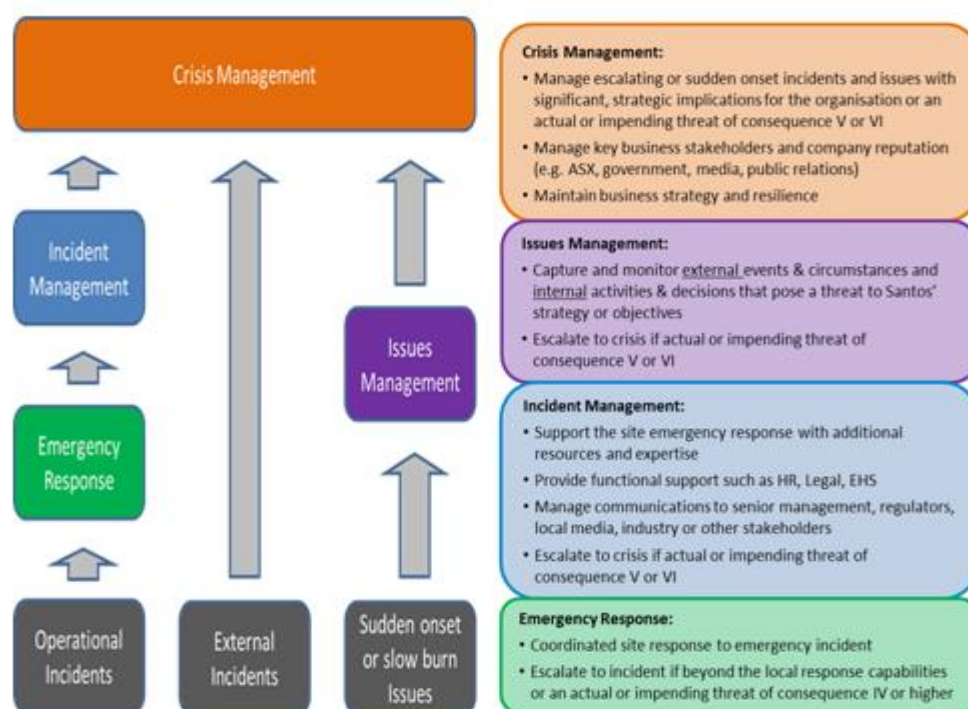 Crisis Management
Incident
Management
Emergency
Response
Issues
Management
Operational
Incidents
External
Incidents
Sudden onset
or slow burn
Issues
Crisis Management:
• Manage escalating or sudden onset incidents and issues with
significant, strategic implications for the organisation or an
actual or impending threat of consequence V or VI
• Manage key business stakeholders and company reputation
(e.g. ASX, government, media, public relations)
• Maintain business strategy and resilience
Issues Management:
• Capture and monitor external events & circumstances and
internal activities & decisions that pose a threat to Santos'
strategy or objectives
• Escalate to crisis if actual or impending threat of
consequence V or VI
Incident Management:
• Support the site emergency response with additional
resources and expertise
• Provide functional support such as HR, Legal, EHS
• Manage communications to senior management, regulators,
local media, industry or other stakeholders
• Escalate to crisis if actual or impending threat of
consequence V or VI
Emergency Response:
• Coordinated site response to emergency incident
• Escalate to incident if beyond the local response capabilities
or an actual or impending threat of consequence IV or higher